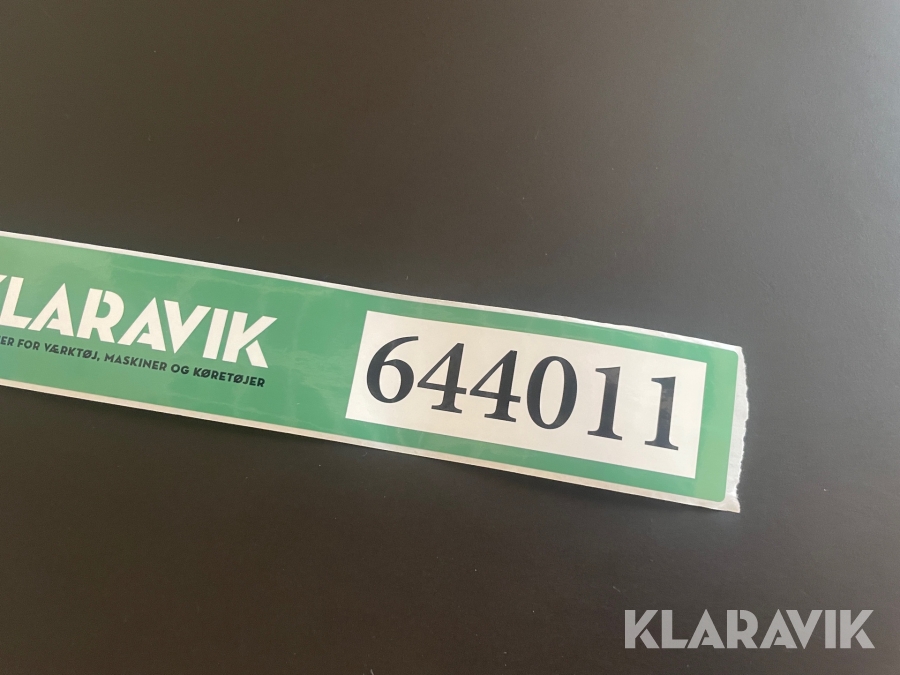 KLARAVIK
ER FOR VÆRKTØJ, MASKINER OG KØRETØJER
644011
KLARAVIK